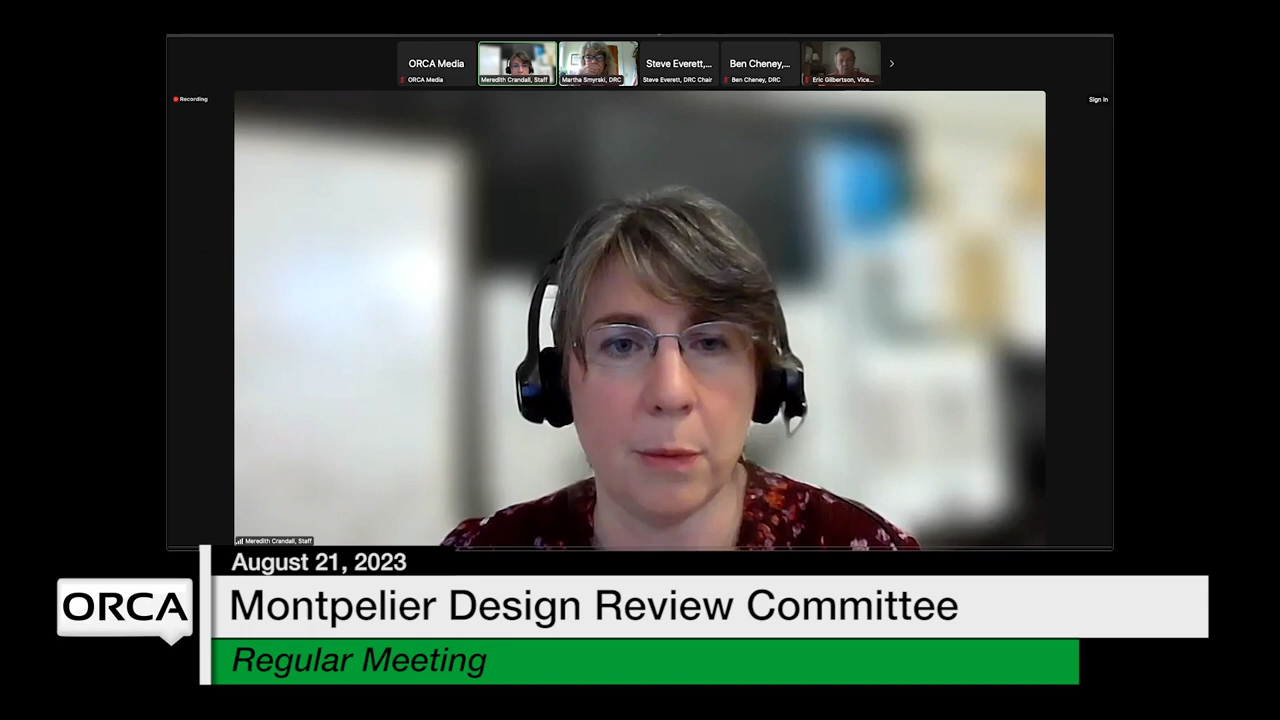 ORCA Media
Steve Everett,...
Ben Cheney,...
ORCA Media
Meredith Crandall, Staff
Martha Smyrski, DRC
Steve Everett, DRC Chair
Ben Cheney, DRC
Eric Gilbertson, Vice...
Recording
Sign in
Meredith Crandall, Staff
August 21, 2023
ORCA
Montpelier Design Review Committee
Regular Meeting